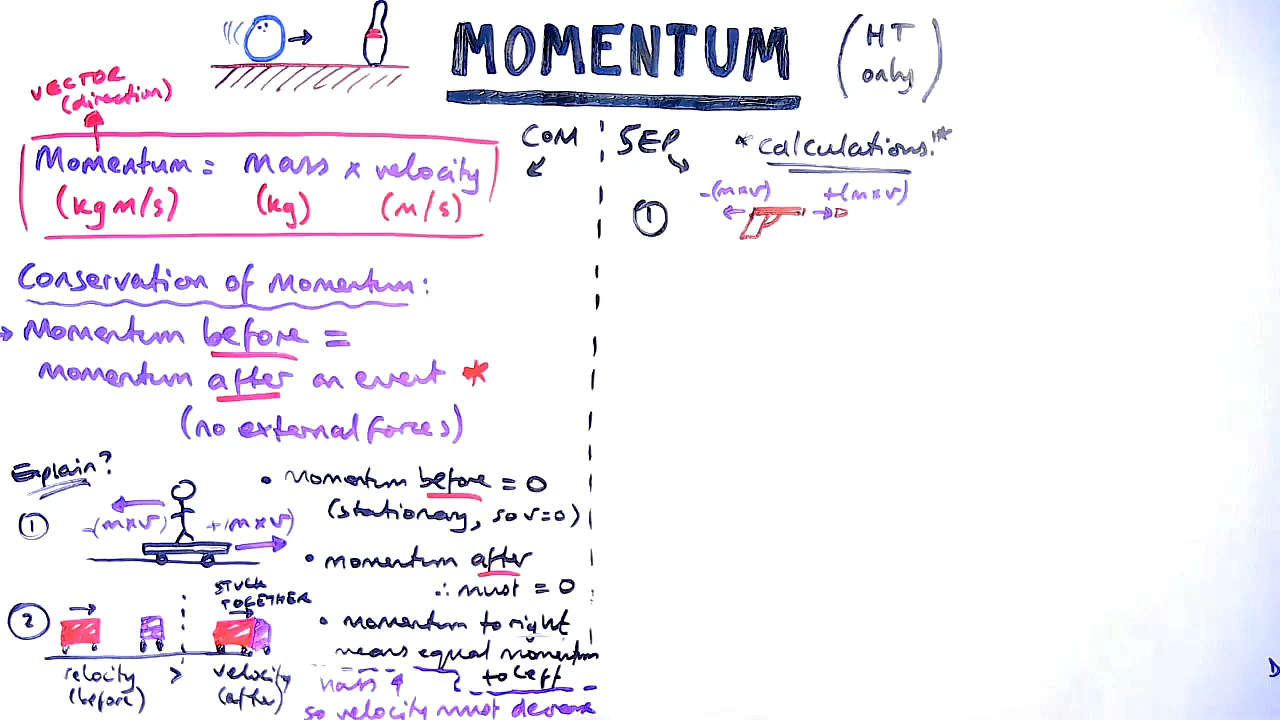 MOMENTUM
(HT only)
VECTOR
(direction)
Momentum = mass x velocity
(kgm/s) (kg) (m/s)
COM
SEP
*calculations!*
-(mxv) +(mxv)
①
Conservation of Momentum:
→ Momentum before =
momentum after an event *
(no external forces)
Explain?
①
-(mxv) +(mxv)
• Momentum before = 0
(stationary, so v=0)
• momentum after
∴ must = 0
• momentum to right
means equal momentum
to left
②
STUCK
TOGETHER
velocity > velocity
(before) (after)
mass ↑
so velocity must decrease